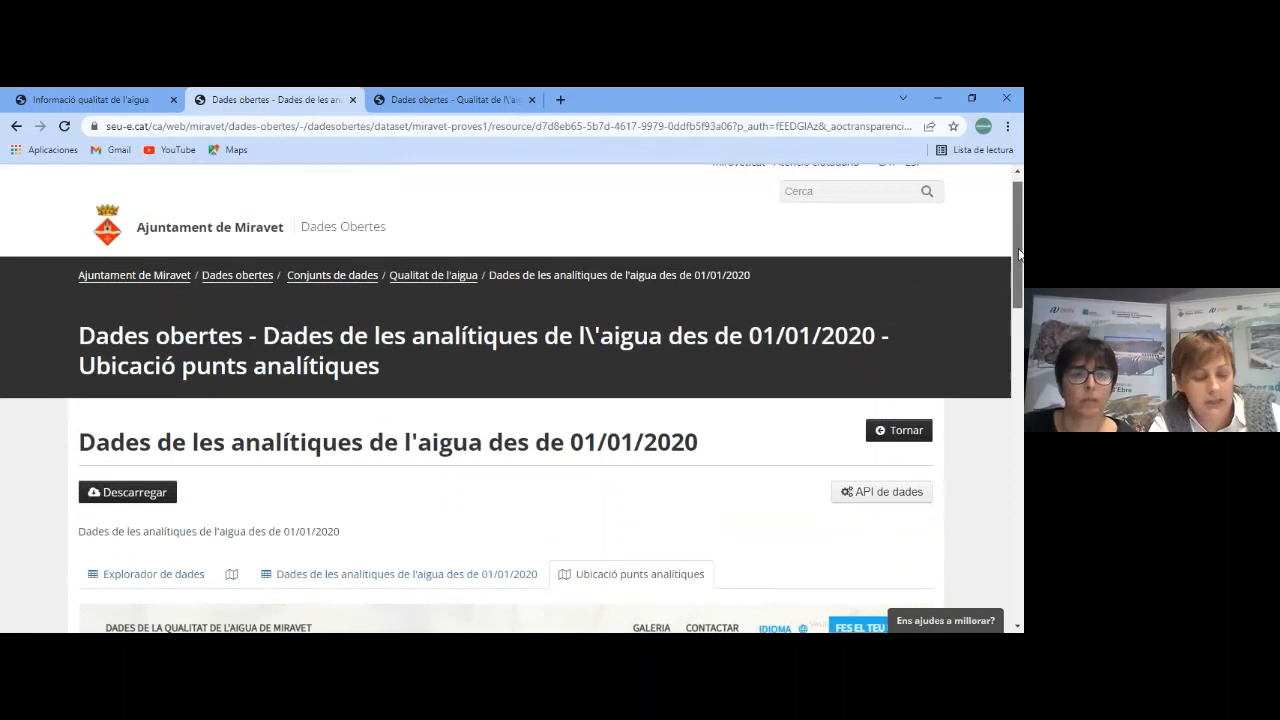 Informació qualitat de l'aigua
Dades obertes - Dades de les an
Dades obertes - Qualitat de l\'aig
seu-e.cat/ca/web/miravet/dades-obertes/-/dadesobertes/dataset/miravet-proves1/resource/d7d8eb65-5b7d-4617-9979-0ddfb5f93a06?p_auth=fEEDGIAz&_aoctransparenci...
Aplicaciones
Gmail
YouTube
Maps
Lista de lectura
Cerca
Ajuntament de Miravet
Dades Obertes
Ajuntament de Miravet / Dades obertes / Conjunts de dades / Qualitat de l'aigua / Dades de les analítiques de l'aigua des de 01/01/2020
Dades obertes - Dades de les analítiques de l\'aigua des de 01/01/2020 -
Ubicació punts analítiques
Dades de les analítiques de l'aigua des de 01/01/2020
Tornar
Descarregar
API de dades
Dades de les analítiques de l'aigua des de 01/01/2020
Explorador de dades
Dades de les analítiques de l'aigua des de 01/01/2020
Ubicació punts analítiques
DADES DE LA QUALITAT DE L'AIGUA DE MIRAVET
GALERIA
CONTACTAR
IDIOMA
FES EL TEU
Ens ajudes a millorar?